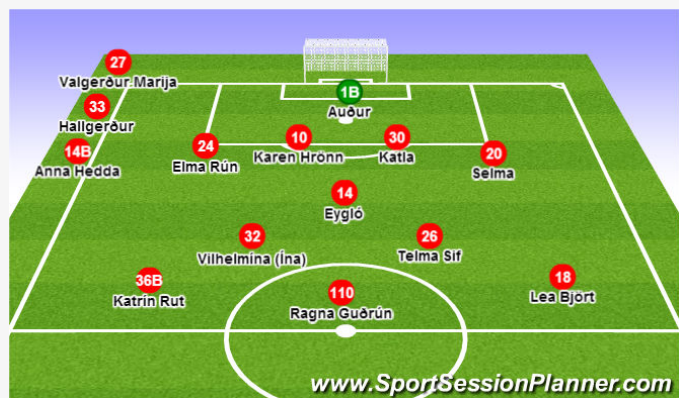 27
Valgerður Marija
33
Hallgerður
14B
Anna Hedda
1B
Auður
24
Elma Rún
10
Karen Hrönn
30
Katla
20
Selma
14
Eygló
32
Vilhelmína (Ína)
26
Telma Sif
36B
Katrín Rut
110
Ragna Guðrún
18
Lea Björt
www.SportSessionPlanner.com